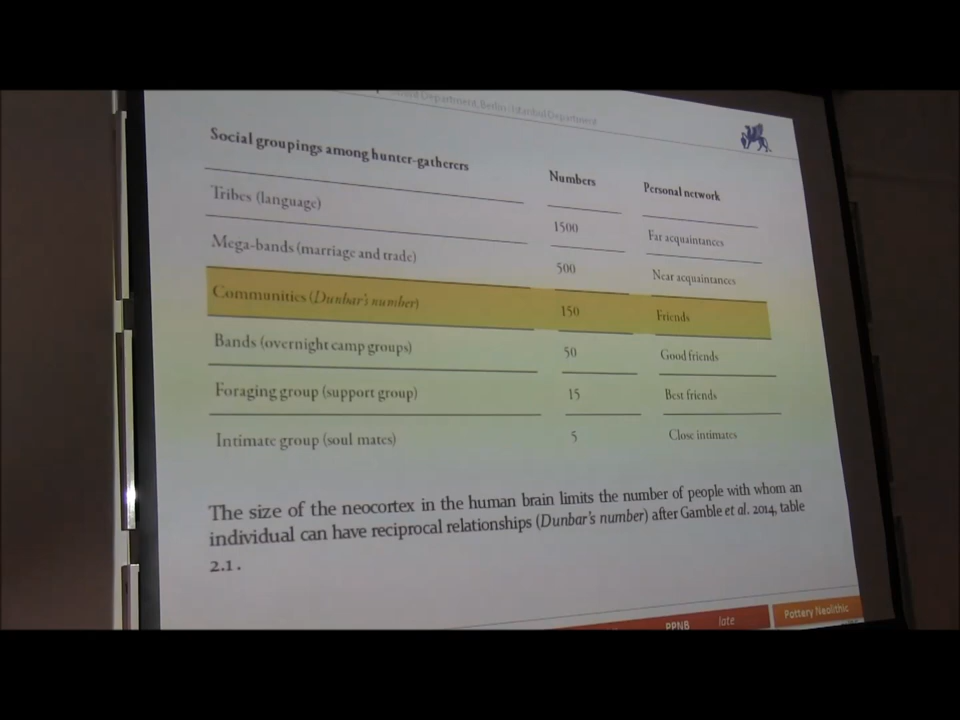 Department, Berlin - Istanbul Department
Social groupings among hunter-gatherers Numbers Personal network
Tribes (language) 1500 Far acquaintances
Mega-bands (marriage and trade) 500 Near acquaintances
Communities (Dunbar's number) 150 Friends
Bands (overnight camp groups) 50 Good friends
Foraging group (support group) 15 Best friends
Intimate group (soul mates) 5 Close intimates
The size of the neocortex in the human brain limits the number of people with whom an
individual can have reciprocal relationships (Dunbar's number) after Gamble et al. 2014, table
2.1.
PPNB late Pottery Neolithic